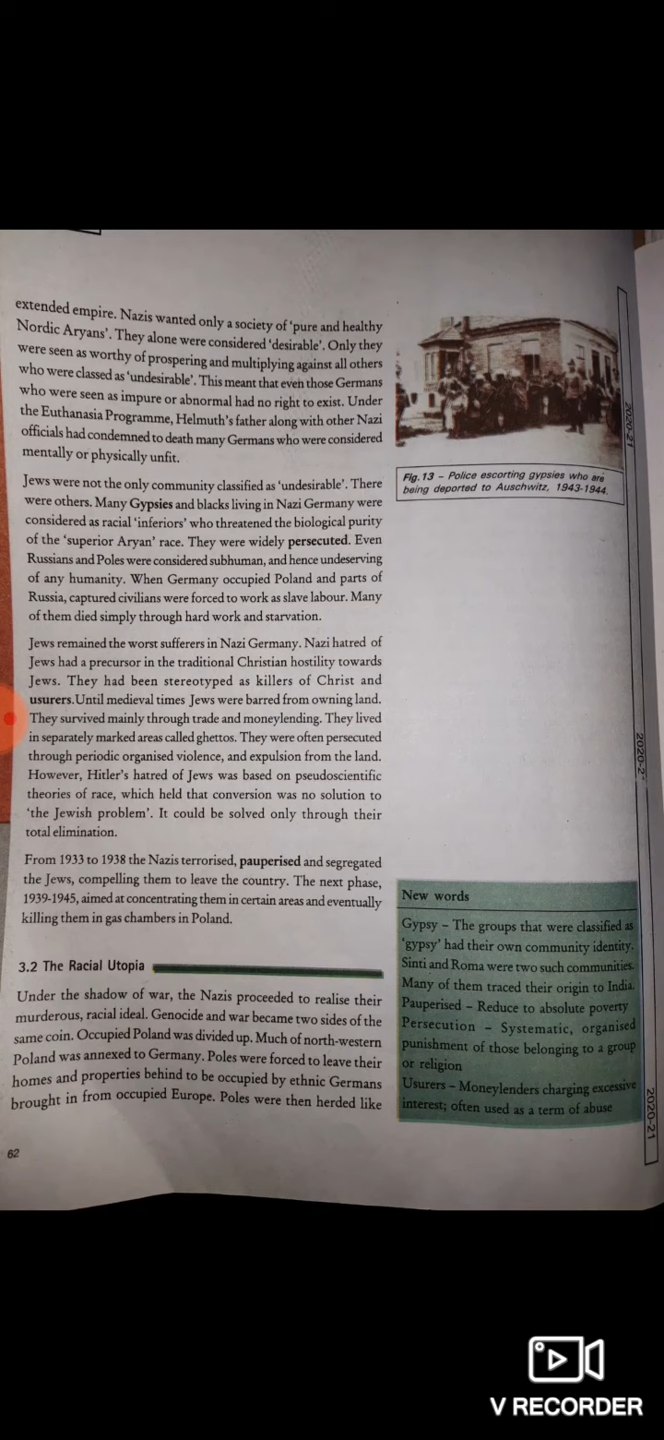 extended empire. Nazis wanted only a society of 'pure and healthy
Nordic Aryans'. They alone were considered 'desirable'. Only they
were seen as worthy of prospering and multiplying against all others
who were classed as 'undesirable'. This meant that even those Germans
who were seen as impure or abnormal had no right to exist. Under
the Euthanasia Programme, Helmuth's father along with other Nazi
officials had condemned to death many Germans who were considered
mentally or physically unfit.
Jews were not the only community classified as 'undesirable'. There
were others. Many Gypsies and blacks living in Nazi Germany were
considered as racial 'inferiors' who threatened the biological purity
of the 'superior Aryan' race. They were widely persecuted. Even
Russians and Poles were considered subhuman, and hence undeserving
of any humanity. When Germany occupied Poland and parts of
Russia, captured civilians were forced to work as slave labour. Many
of them died simply through hard work and starvation.
Jews remained the worst sufferers in Nazi Germany. Nazi hatred of
Jews had a precursor in the traditional Christian hostility towards
Jews. They had been stereotyped as killers of Christ and
usurers.Until medieval times Jews were barred from owning land.
They survived mainly through trade and moneylending. They lived
in separately marked areas called ghettos. They were often persecuted
through periodic organised violence, and expulsion from the land.
However, Hitler's hatred of Jews was based on pseudoscientific
theories of race, which held that conversion was no solution to
'the Jewish problem'. It could be solved only through their
total elimination.
From 1933 to 1938 the Nazis terrorised, pauperised and segregated
the Jews, compelling them to leave the country. The next phase,
1939-1945, aimed at concentrating them in certain areas and eventually
killing them in gas chambers in Poland.
3.2 The Racial Utopia
Under the shadow of war, the Nazis proceeded to realise their
murderous, racial ideal. Genocide and war became two sides of the
same coin. Occupied Poland was divided up. Much of north-western
Poland was annexed to Germany. Poles were forced to leave their
homes and properties behind to be occupied by ethnic Germans
brought in from occupied Europe. Poles were then herded like
62
Fig.13 – Police escorting gypsies who are
being deported to Auschwitz, 1943-1944.
New words
Gypsy – The groups that were classified as
'gypsy' had their own community identity.
Sinti and Roma were two such communities.
Many of them traced their origin to India.
Pauperised – Reduce to absolute poverty
Persecution – Systematic, organised
punishment of those belonging to a group
or religion
Usurers – Moneylenders charging excessive
interest; often used as a term of abuse
2020-21
2020-2
2020-21
V RECORDER